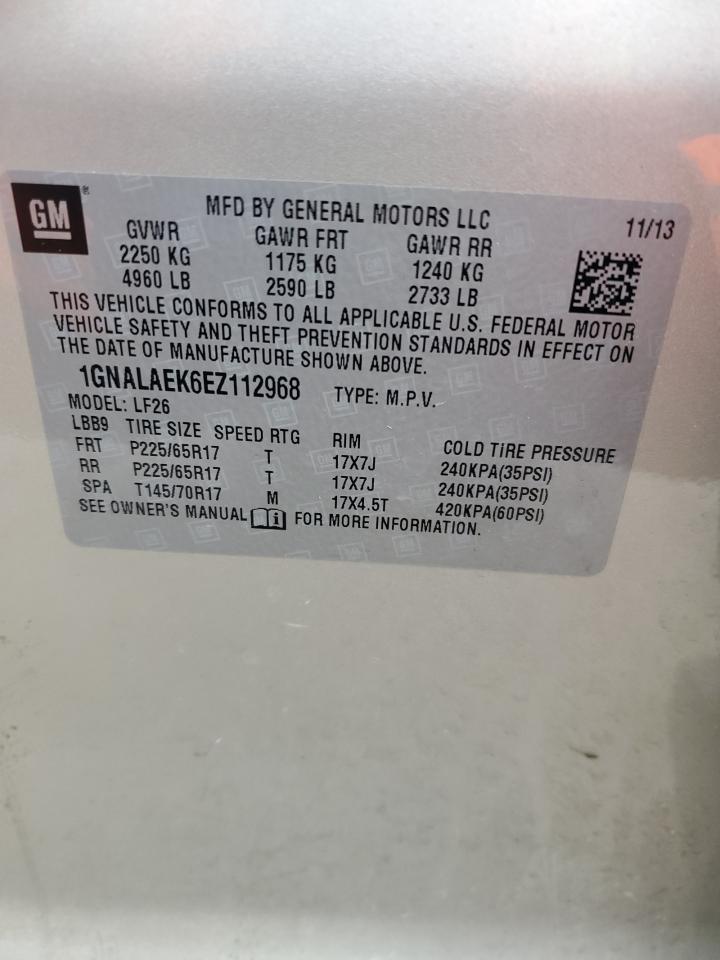 GM®
MFD BY GENERAL MOTORS LLC 11/13
GVWR GAWR FRT GAWR RR
2250 KG 1175 KG 1240 KG
4960 LB 2590 LB 2733 LB
THIS VEHICLE CONFORMS TO ALL APPLICABLE U.S. FEDERAL MOTOR
VEHICLE SAFETY AND THEFT PREVENTION STANDARDS IN EFFECT ON
THE DATE OF MANUFACTURE SHOWN ABOVE.
1GNALAEK6EZ112968 TYPE: M.P.V.
MODEL: LF26
LBB9 TIRE SIZE SPEED RTG RIM COLD TIRE PRESSURE
FRT P225/65R17 T 17X7J 240KPA(35PSI)
RR P225/65R17 T 17X7J 240KPA(35PSI)
SPA T145/70R17 M 17X4.5T 420KPA(60PSI)
SEE OWNER'S MANUAL i FOR MORE INFORMATION.